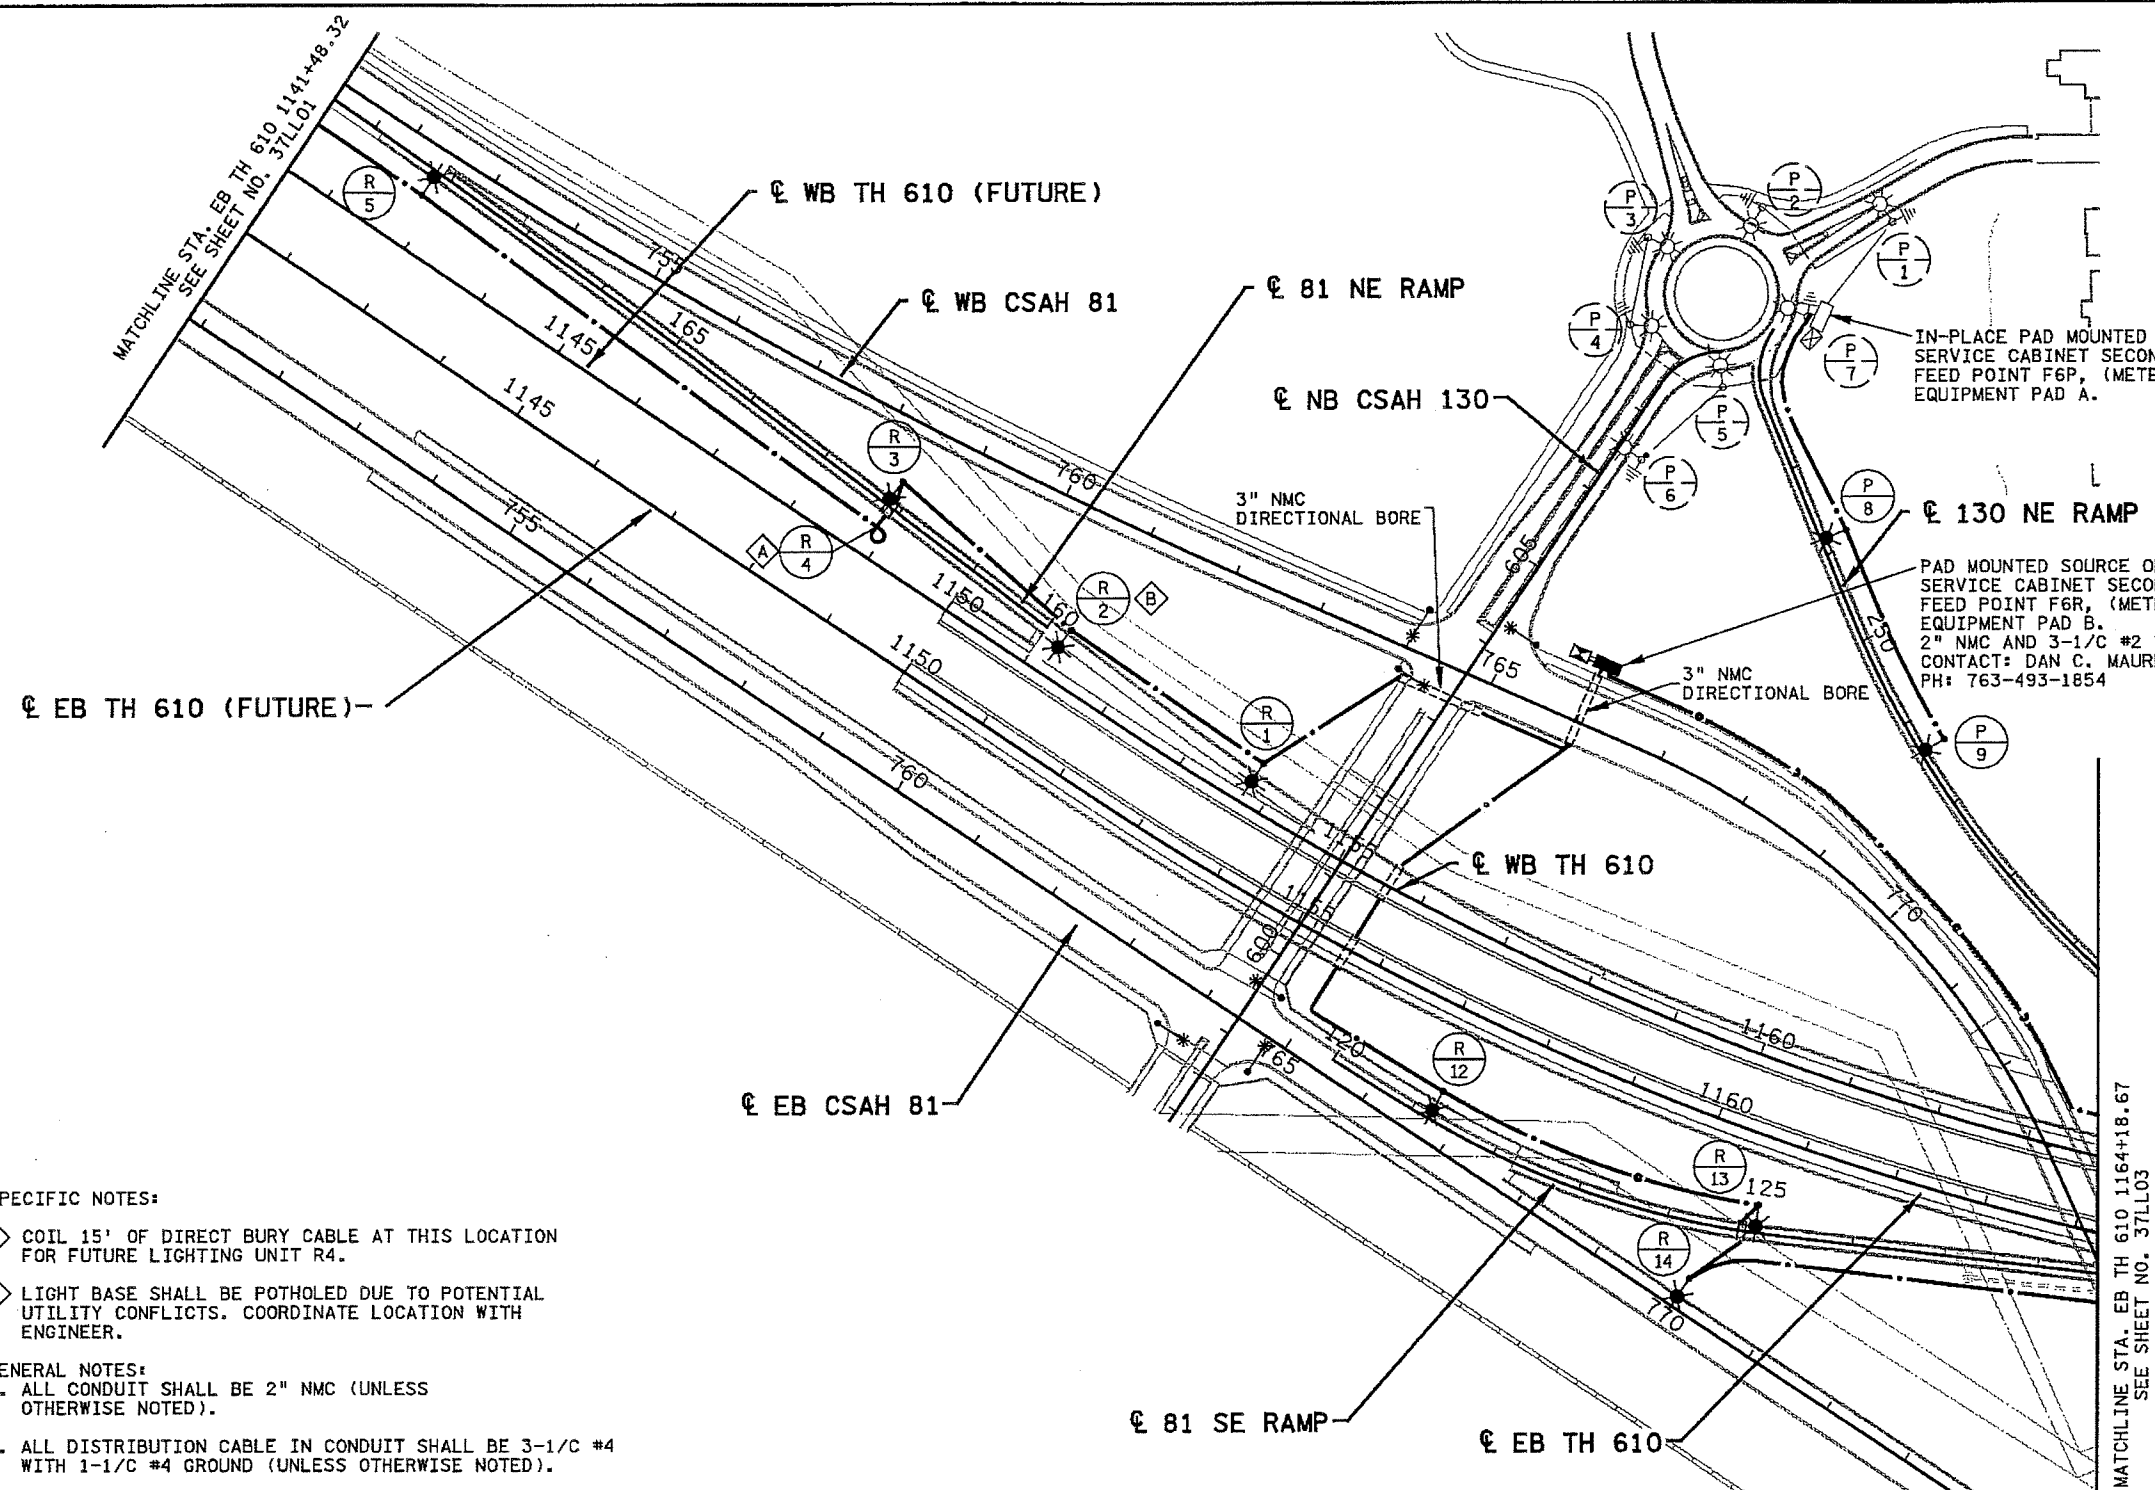 MATCHLINE STA. EB TH 610 1141+48.32
SEE SHEET NO. 37LL01
R
5
℄ WB TH 610 (FUTURE)
℄ WB CSAH 81
℄ 81 NE RAMP
℄ NB CSAH 130
755
165
1145
1145
R
3
760
A
R
4
755
1150
160
R
2
B
1150
3" NMC
DIRECTIONAL BORE
605
P
3
P
2
P
1
P
4
P
7
P
5
P
6
IN-PLACE PAD MOUNTED
SERVICE CABINET
FEED POINT F6P,
EQUIPMENT PAD A.
P
8
℄ 130 NE RAMP
PAD MOUNTED SOURCE
SERVICE CABINET
FEED POINT F6R,
EQUIPMENT PAD B.
2" NMC AND 3-1/C #2
CONTACT: DAN C.
PH: 763-493-1854
250
765
3" NMC
DIRECTIONAL BORE
P
9
℄ EB TH 610 (FUTURE)
R
1
760
1155
℄ WB TH 610
1155
600
770
1160
120
765
R
12
1160
℄ EB CSAH 81
R
13
125
R
14
770
℄ 81 SE RAMP
℄ EB TH 610
MATCHLINE STA. EB TH 610 1164+18.67
SEE SHEET NO. 37LL03
NOTES:
COIL 15' OF DIRECT BURY CABLE AT THIS LOCATION
FOR FUTURE LIGHTING UNIT R4.
LIGHT BASE SHALL BE POTHOLED DUE TO POTENTIAL
UTILITY CONFLICTS. COORDINATE LOCATION WITH
ENGINEER.
NOTES:
ALL CONDUIT SHALL BE 2" NMC (UNLESS
OTHERWISE NOTED).
ALL DISTRIBUTION CABLE IN CONDUIT SHALL BE 3-1/C #4
WITH 1-1/C #4 GROUND (UNLESS OTHERWISE NOTED).